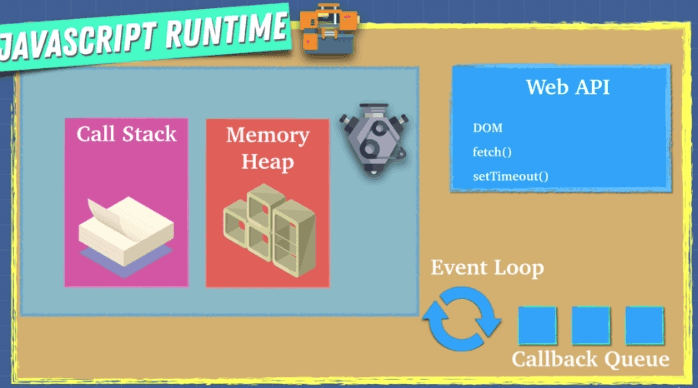 JAVASCRIPT RUNTIME
Call Stack
Memory
Heap
Web API
DOM
fetch()
setTimeout()
Event Loop
Callback Queue